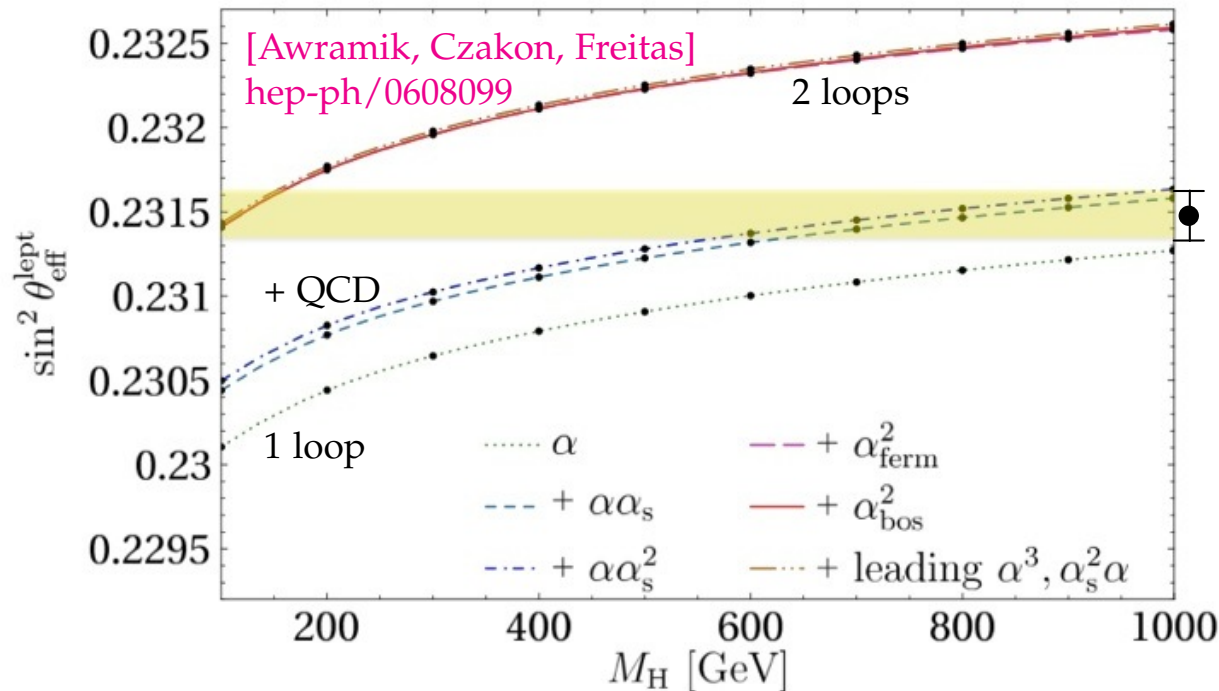 [Awramik, Czakon, Freitas]
hep-ph/0608099
2 loops
+ QCD
1 loop
0.2325
0.232
0.2315
0.231
0.2305
0.23
0.2295
sin² θ^lept_eff
α
+ αα_s
+ αα_s²
+ α²_ferm
+ α²_bos
+ leading α³, α_s²α
200 400 600 800 1000
M_H [GeV]